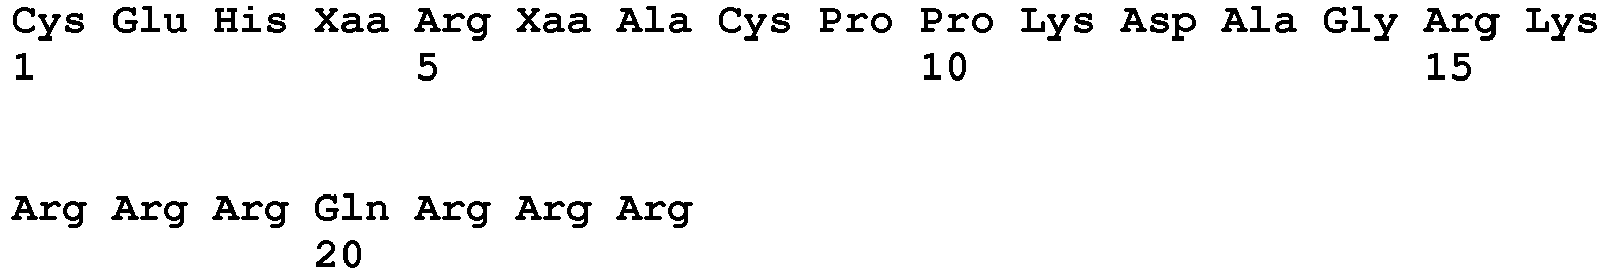 Cys Glu His Xaa Arg Xaa Ala Cys Pro Pro Lys Asp Ala Gly Arg Lys
1 5 10 15
Arg Arg Arg Gln Arg Arg Arg
20